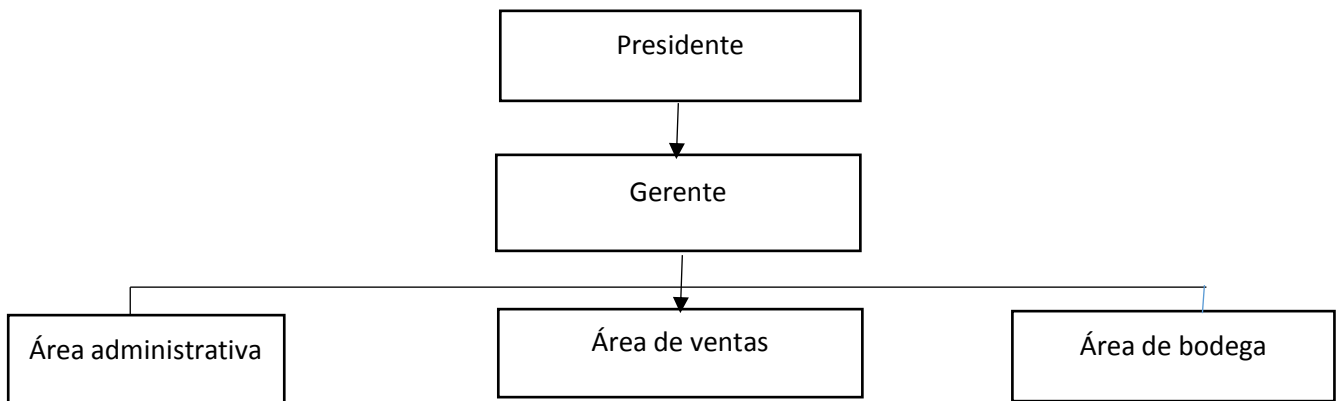 Presidente
Gerente
Área administrativa
Área de ventas
Área de bodega